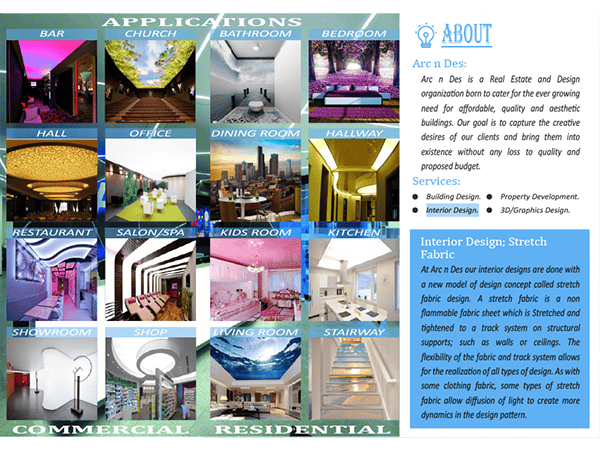 APPLICATIONS
BAR
CHURCH
BATHROOM
BEDROOM
HALL
OFFICE
DINING ROOM
HALLWAY
RESTAURANT
SALON/SPA
KIDS ROOM
KITCHEN
SHOWROOM
SHOP
LIVING ROOM
STAIRWAY
COMMERCIAL
RESIDENTIAL
ABOUT
Arc n Des:
Arc n Des is a Real Estate and Design
organization born to cater for the ever growing
need for affordable, quality and aesthetic
buildings. Our goal is to capture the creative
desires of our clients and bring them into
existence without any loss to quality and
proposed budget.
Services:
Building Design.
Property Development.
Interior Design.
3D/Graphics Design.
Interior Design; Stretch
Fabric
At Arc n Des our interior designs are done with
a new model of design concept called stretch
fabric design. A stretch fabric is a non
flammable fabric sheet which is Stretched and
tightened to a track system on structural
supports; such as walls or ceilings. The
flexibility of the fabric and track system allows
for the realization of all types of design. As with
some clothing fabric, some types of stretch
fabric allow diffusion of light to create more
dynamics in the design pattern.